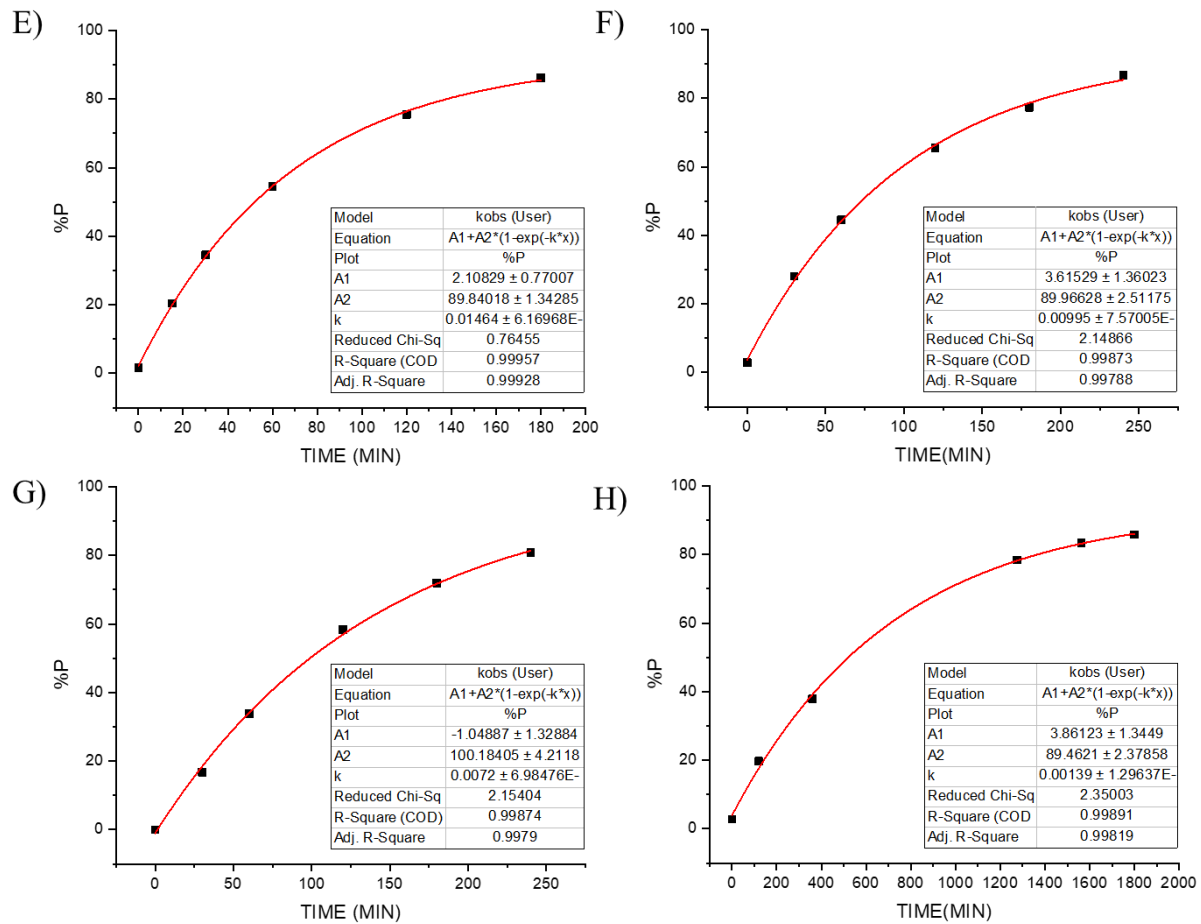 E)
100
80
60
40
20
0
%P
0 20 40 60 80 100 120 140 160 180 200
TIME (MIN)
Model kobs (User)
Equation A1+A2*(1-exp(-k*x))
Plot %P
A1 2.10829 ± 0.77007
A2 89.84018 ± 1.34285
k 0.01464 ± 6.16968E-
Reduced Chi-Sq 0.76455
R-Square (COD 0.99957
Adj. R-Square 0.99928
F)
100
80
60
40
20
0
%P
0 50 100 150 200 250
TIME(MIN)
Model kobs (User)
Equation A1+A2*(1-exp(-k*x))
Plot %P
A1 3.61529 ± 1.36023
A2 89.96628 ± 2.51175
k 0.00995 ± 7.57005E-
Reduced Chi-Sq 2.14866
R-Square (COD 0.99873
Adj. R-Square 0.99788
G)
100
80
60
40
20
0
%P
0 50 100 150 200 250
TIME(MIN)
Model kobs (User)
Equation A1+A2*(1-exp(-k*x))
Plot %P
A1 -1.04887 ± 1.32884
A2 100.18405 ± 4.2118
k 0.0072 ± 6.98476E-
Reduced Chi-Sq 2.15404
R-Square (COD) 0.99874
Adj. R-Square 0.9979
H)
100
80
60
40
20
0
%P
0 200 400 600 800 1000 1200 1400 1600 1800 2000
TIME(MIN)
Model kobs (User)
Equation A1+A2*(1-exp(-k*x))
Plot %P
A1 3.86123 ± 1.3449
A2 89.4621 ± 2.37858
k 0.00139 ± 1.29637E-
Reduced Chi-Sq 2.35003
R-Square (COD 0.99891
Adj. R-Square 0.99819